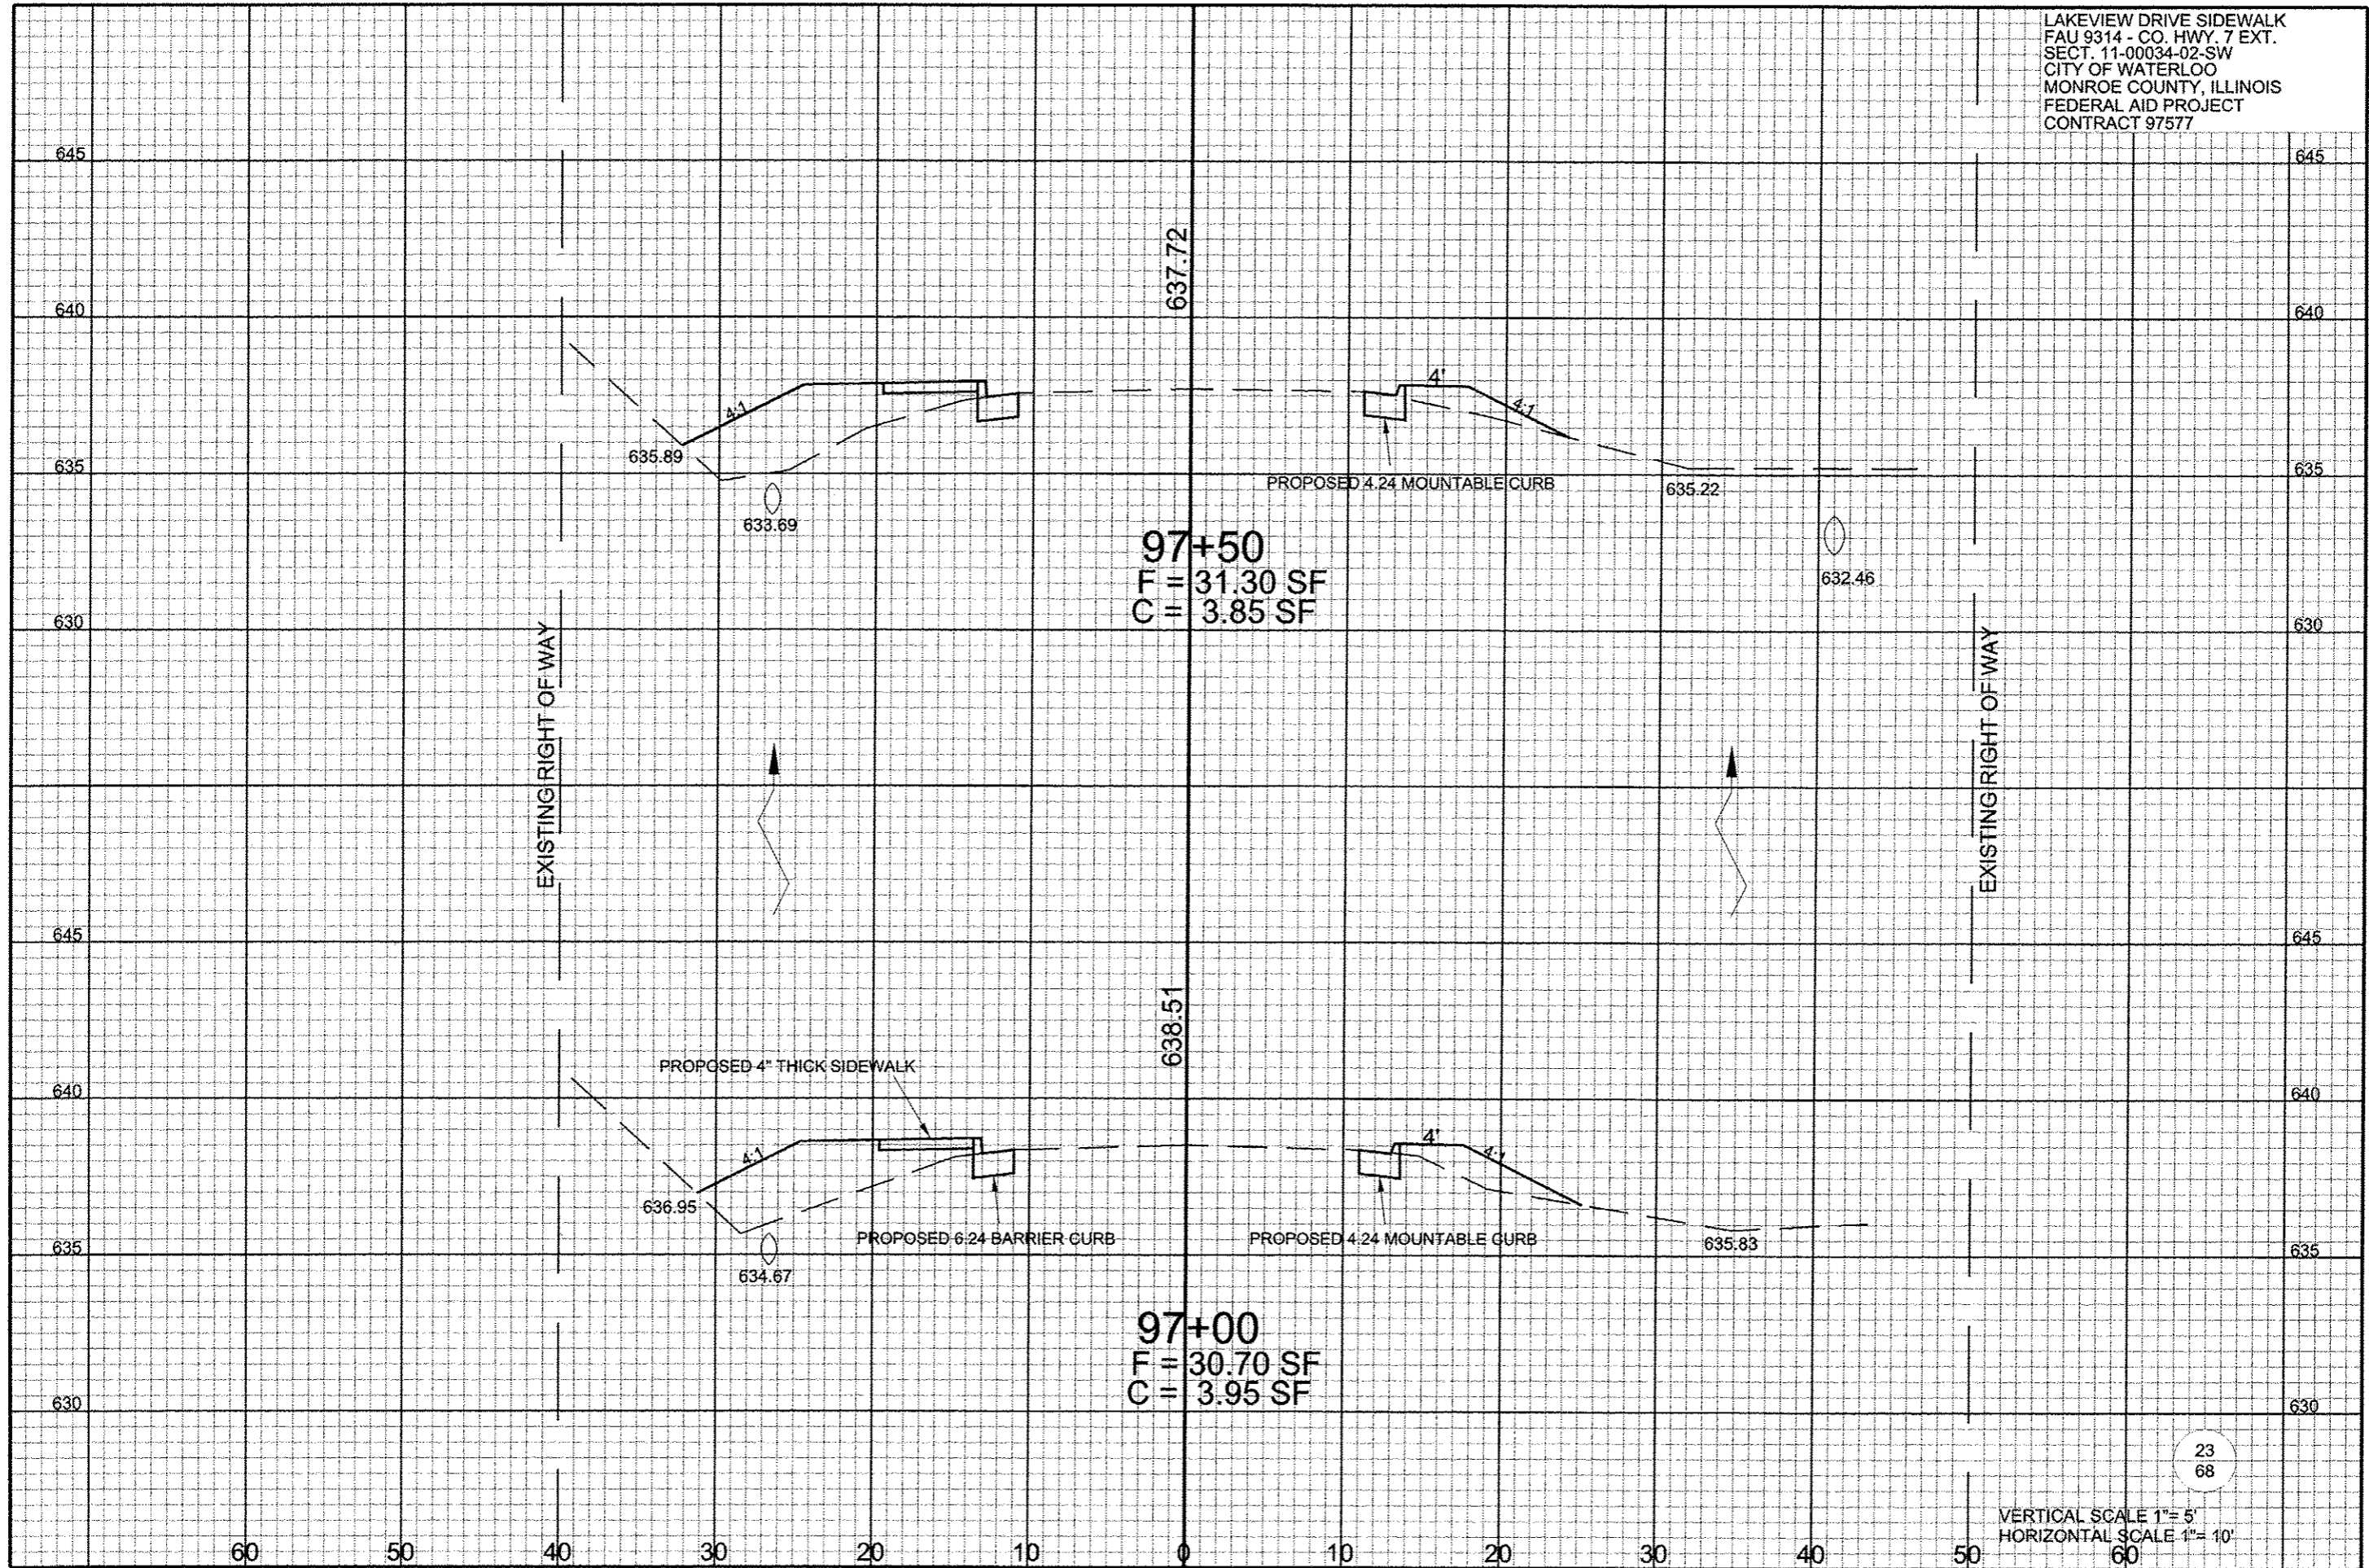 LAKEVIEW DRIVE SIDEWALK
FAU 9314 - CO. HWY. 7 EXT.
SECT. 11-00034-02-SW
CITY OF WATERLOO
MONROE COUNTY, ILLINOIS
FEDERAL AID PROJECT
CONTRACT 97577
645
645
637.72
640
640
4:1
4'
4:1
635.89
635
635
PROPOSED 4.24 MOUNTABLE CURB
635.22
633.69
97+50
F = 31.30 SF
C = 3.85 SF
632.46
630
630
EXISTING RIGHT OF WAY
EXISTING RIGHT OF WAY
645
645
638.51
PROPOSED 4" THICK SIDEWALK
640
640
4:1
4'
4:1
636.95
PROPOSED 6.24 BARRIER CURB
PROPOSED 4.24 MOUNTABLE CURB
635.83
635
635
634.67
97+00
F = 30.70 SF
C = 3.95 SF
630
630
23
68
VERTICAL SCALE 1"= 5'
HORIZONTAL SCALE 1"= 10'
60 50 40 30 20 10 0 10 20 30 40 50 60